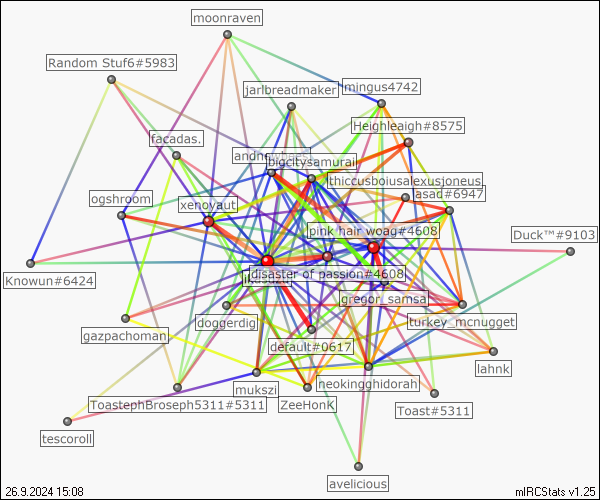 moonraven
Random Stuf6#5983
jarlbreadmaker
mingus4742
Heighleaigh#8575
facadas.
bigcitysamurai
thiccusboiusalexusjoneus
ogshroom
xenoyaut
asad#6947
pink hair woag#4608
Duck™#9103
Knowun#6424
disaster of passion#4608
gregor_samsa
doggerdig
turkey_mcnugget
gazpachoman
default#0617
lahnk
mukszi
neokingghidorah
ToastephBroseph5311#5311
ZeeHonK
Toast#5311
tescoroll
avelicious
26.9.2024 15:08
mIRCStats v1.25